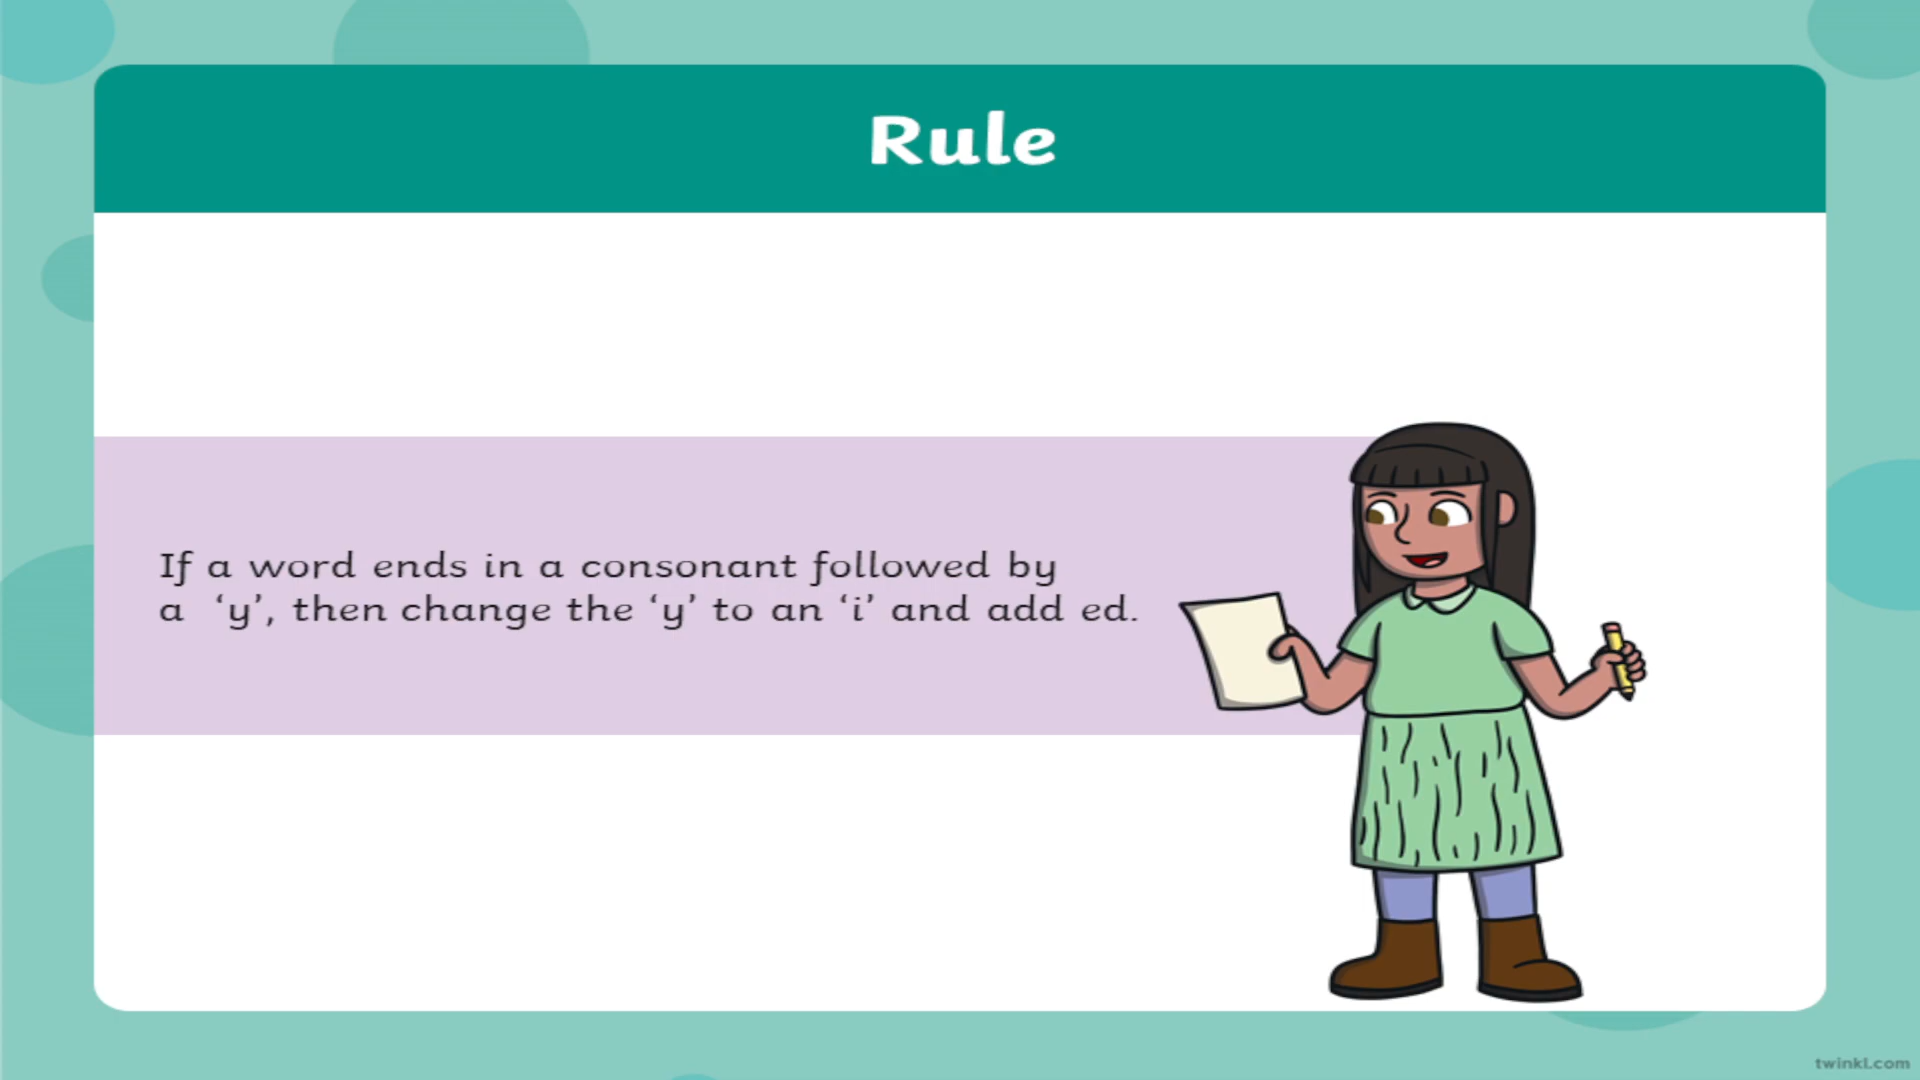 Rule
If a word ends in a consonant followed by
a ‘y’, then change the ‘y’ to an ‘i’ and add ed.
twinkl.com